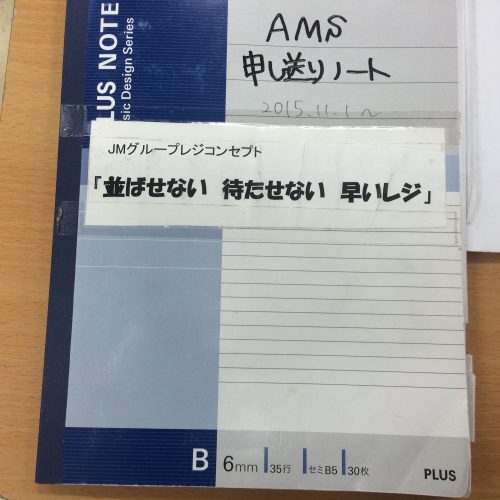 PLUS NOTE
sic Design Series
AMS
申し送りノート
2015.11.1〜
JMグループレジコンセプト
「並ばせない 待たせない 早いレジ」
B 6mm 35行 セミB5 30枚
PLUS